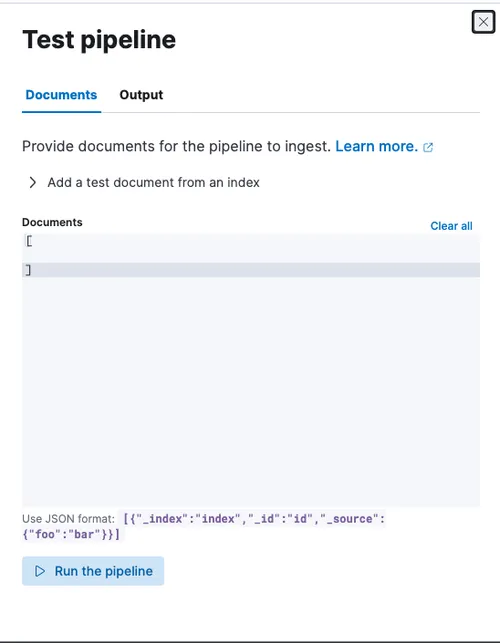 Test pipeline
Documents Output
Provide documents for the pipeline to ingest. Learn more.
Add a test document from an index
Documents Clear all
[
]
Use JSON format: [{"_index":"index","_id":"id","_source":
{"foo":"bar"}}]
Run the pipeline